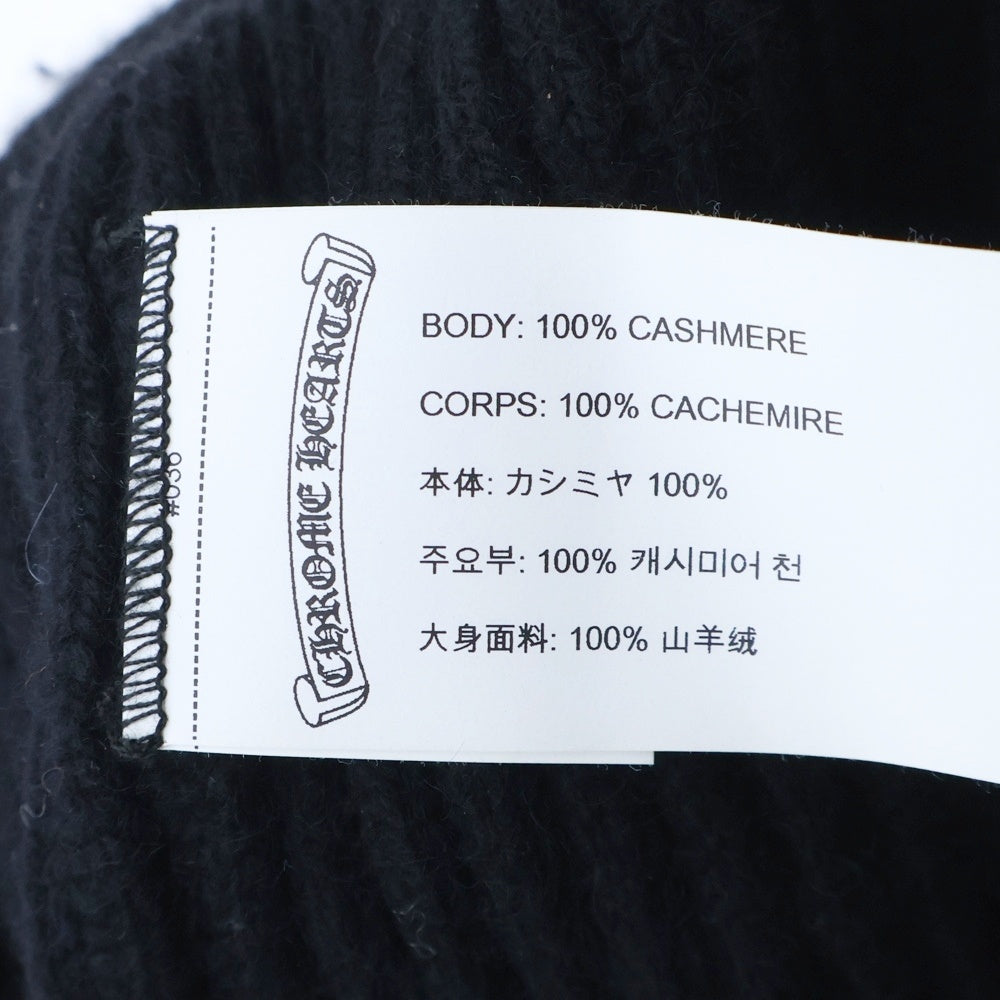 CHROME HEARTS
BODY: 100% CASHMERE
CORPS: 100% CACHEMIRE
本体: カシミヤ 100%
주요부: 100% 캐시미어 천
大身面料: 100% 山羊绒